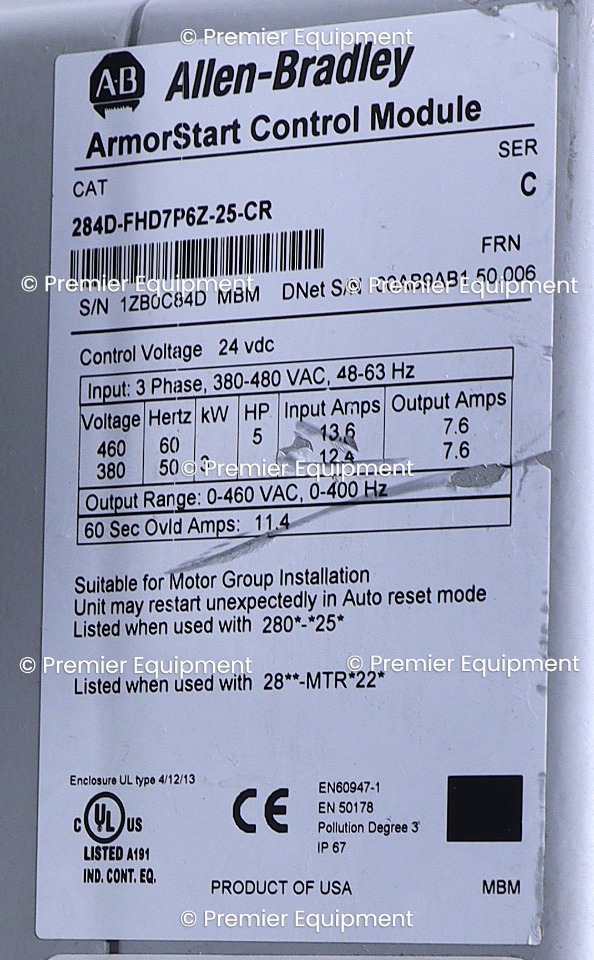 © Premier Equipment
A-B Allen-Bradley
ArmorStart Control Module
CAT SER
284D-FHD7P6Z-25-CR C
FRN
© Premier Equipment © Premier Equipment
S/N 1ZB0C84D MBM DNet S/N 50.006
Control Voltage 24 vdc
Input: 3 Phase, 380-480 VAC, 48-63 Hz
Voltage Hertz kW HP Input Amps Output Amps
460 60 5 13.6 7.6
380 50 12.4 7.6
© Premier Equipment
Output Range: 0-460 VAC, 0-400 Hz
60 Sec Ovld Amps: 11.4
Suitable for Motor Group Installation
Unit may restart unexpectedly in Auto reset mode
Listed when used with 280*-*25*
© Premier Equipment © Premier Equipment
Listed when used with 28**-MTR*22*
Enclosure UL type 4/12/13
EN60947-1
EN 50178
Pollution Degree 3
IP 67
C UL US
CE
LISTED A191
IND. CONT. EQ.
PRODUCT OF USA MBM
© Premier Equipment